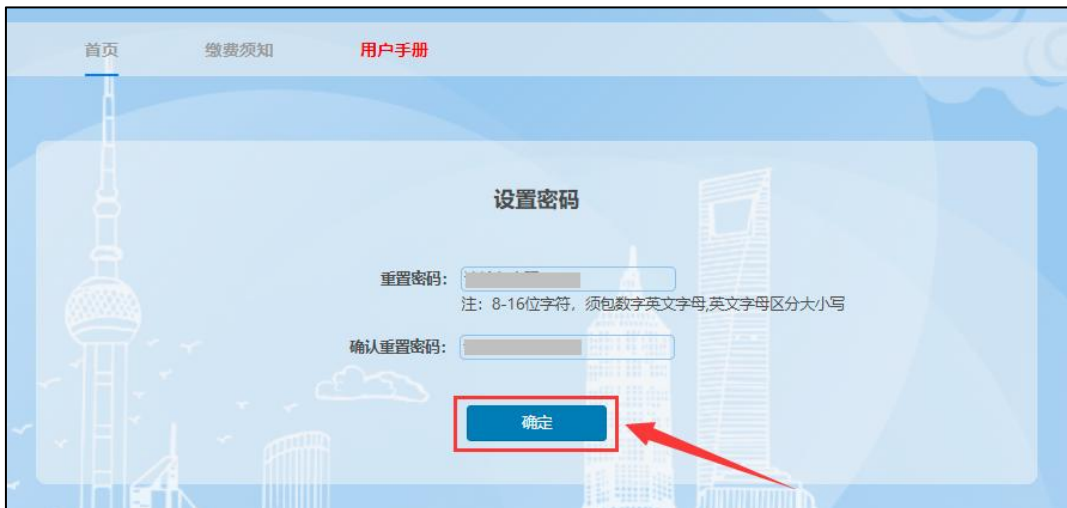 首页 缴费须知 用户手册
设置密码
重置密码：
注：8-16位字符，须包数字英文字母,英文字母区分大小写
确认重置密码：
确定